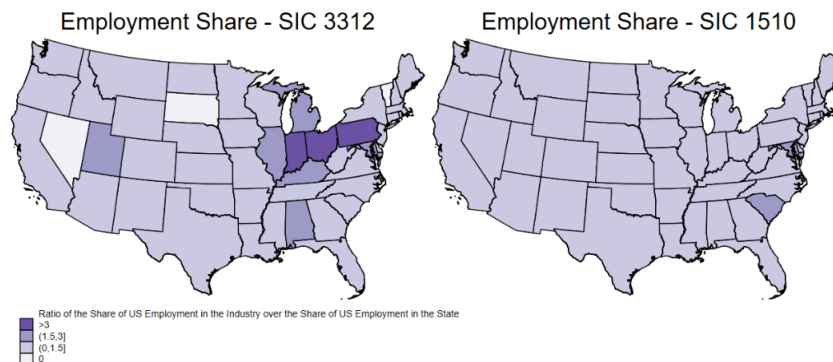 Employment Share - SIC 3312
Employment Share - SIC 1510
Ratio of the Share of US Employment in the Industry over the Share of US Employment in the State
>3
(1.5,3]
(0,1.5]
0